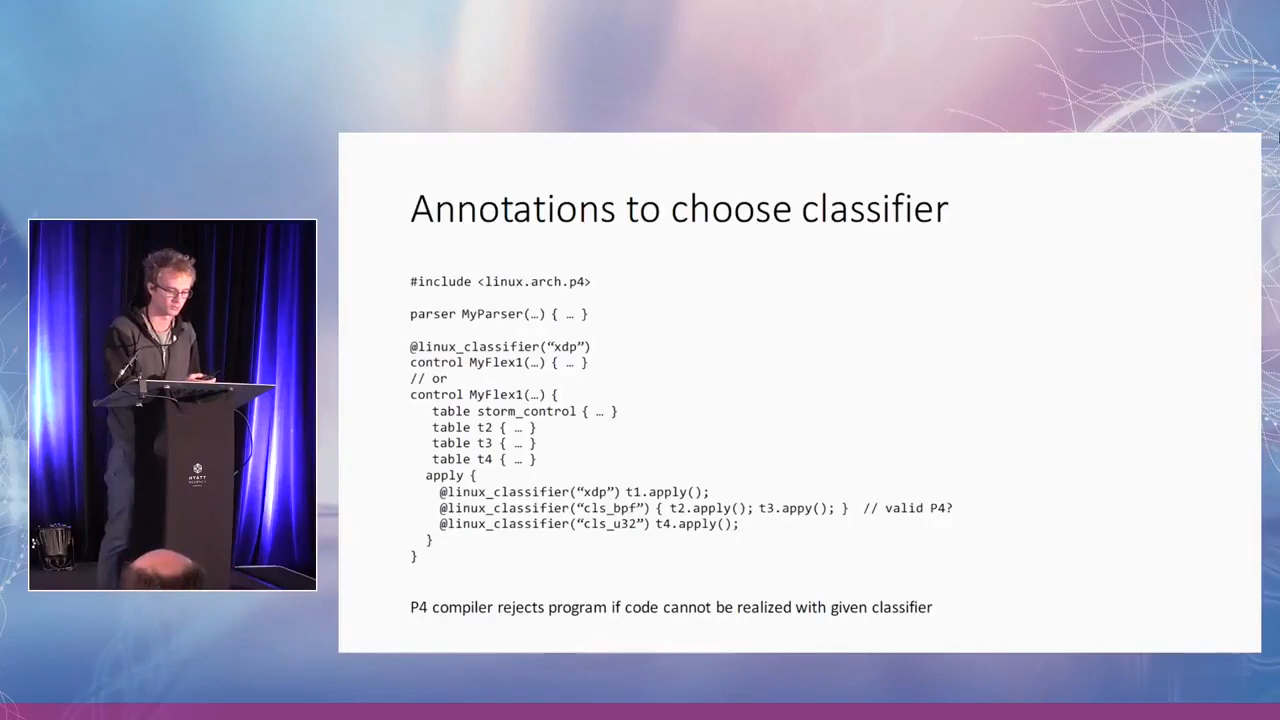 Annotations to choose classifier
#include <linux.arch.p4>
parser MyParser(…) { … }
@linux_classifier(“xdp”)
control MyFlex1(…) { … }
// or
control MyFlex1(…) {
table storm_control { … }
table t2 { … }
table t3 { … }
table t4 { … }
apply {
@linux_classifier(“xdp”) t1.apply();
@linux_classifier(“cls_bpf”) { t2.apply(); t3.appy(); } // valid P4?
@linux_classifier(“cls_u32”) t4.apply();
}
}
P4 compiler rejects program if code cannot be realized with given classifier
HYATT
REGENCY